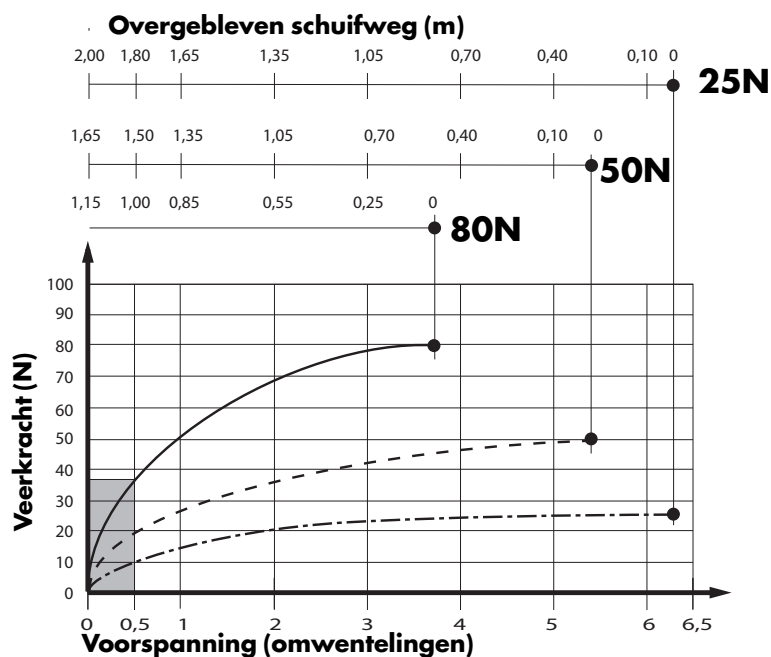 Overgebleven schuifweg (m)
2,00 1,80 1,65 1,35 1,05 0,70 0,40 0,10 0
25N
1,65 1,50 1,35 1,05 0,70 0,40 0,10 0
50N
1,15 1,00 0,85 0,55 0,25 0
80N
100
90
80
70
60
50
40
30
20
10
0
Veerkracht (N)
0 0,5 1 2 3 4 5 6 6,5
Voorspanning (omwentelingen)